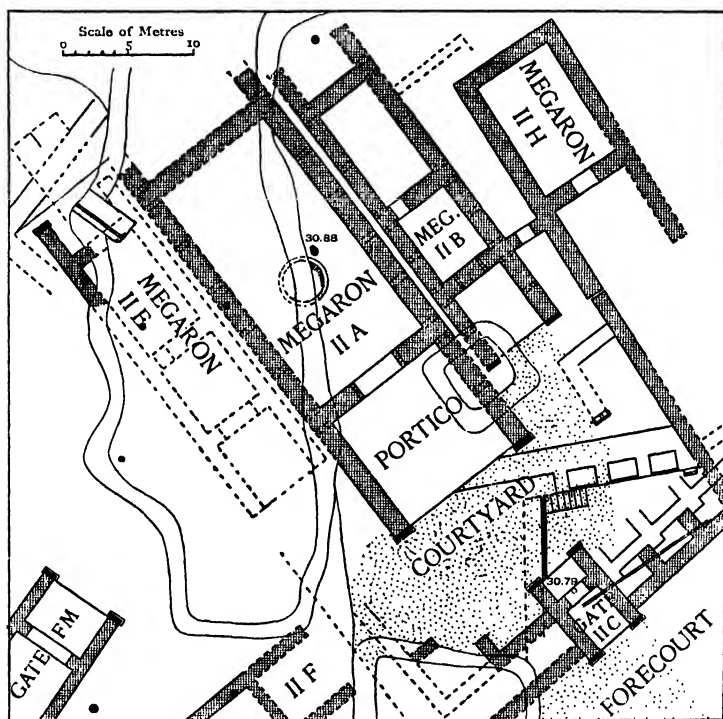 Scale of Metres
0 5 10
MEGARON
II H
MEG.
II B
30.88
MEGARON
II E
MEGARON
II A
PORTICO
COURTYARD
30.79
GATE
II C
FORECOURT
GATE
FM
II F